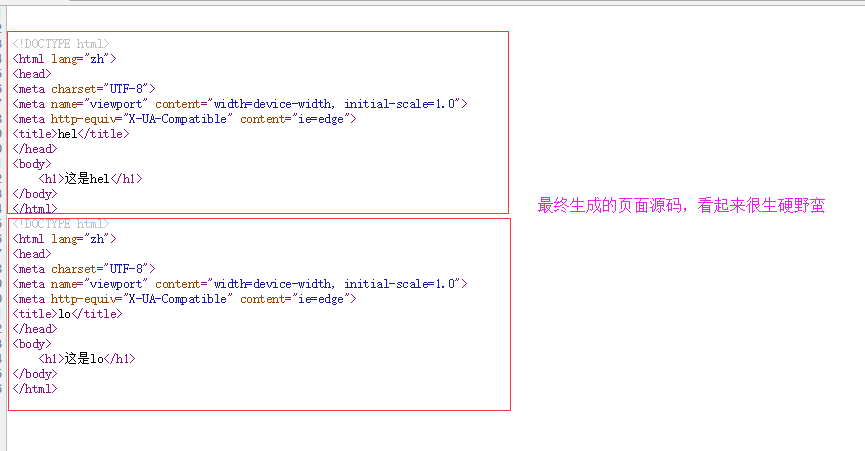 <!DOCTYPE html>
<html lang="zh">
<head>
<meta charset="UTF-8">
<meta name="viewport" content="width=device-width, initial-scale=1.0">
<meta http-equiv="X-UA-Compatible" content="ie=edge">
<title>hel</title>
</head>
<body>
    <h1>这是hel</h1>
</body>
</html>
最终生成的页面源码，看起来很生硬野蛮
<!DOCTYPE html>
<html lang="zh">
<head>
<meta charset="UTF-8">
<meta name="viewport" content="width=device-width, initial-scale=1.0">
<meta http-equiv="X-UA-Compatible" content="ie=edge">
<title>lo</title>
</head>
<body>
    <h1>这是lo</h1>
</body>
</html>